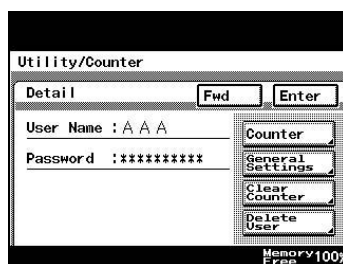 Utility/Counter
Detail Fwd Enter
User Name : A A A
Password : **********
Counter
General
Settings
Clear
Counter
Delete
User
Memory 100%
Free